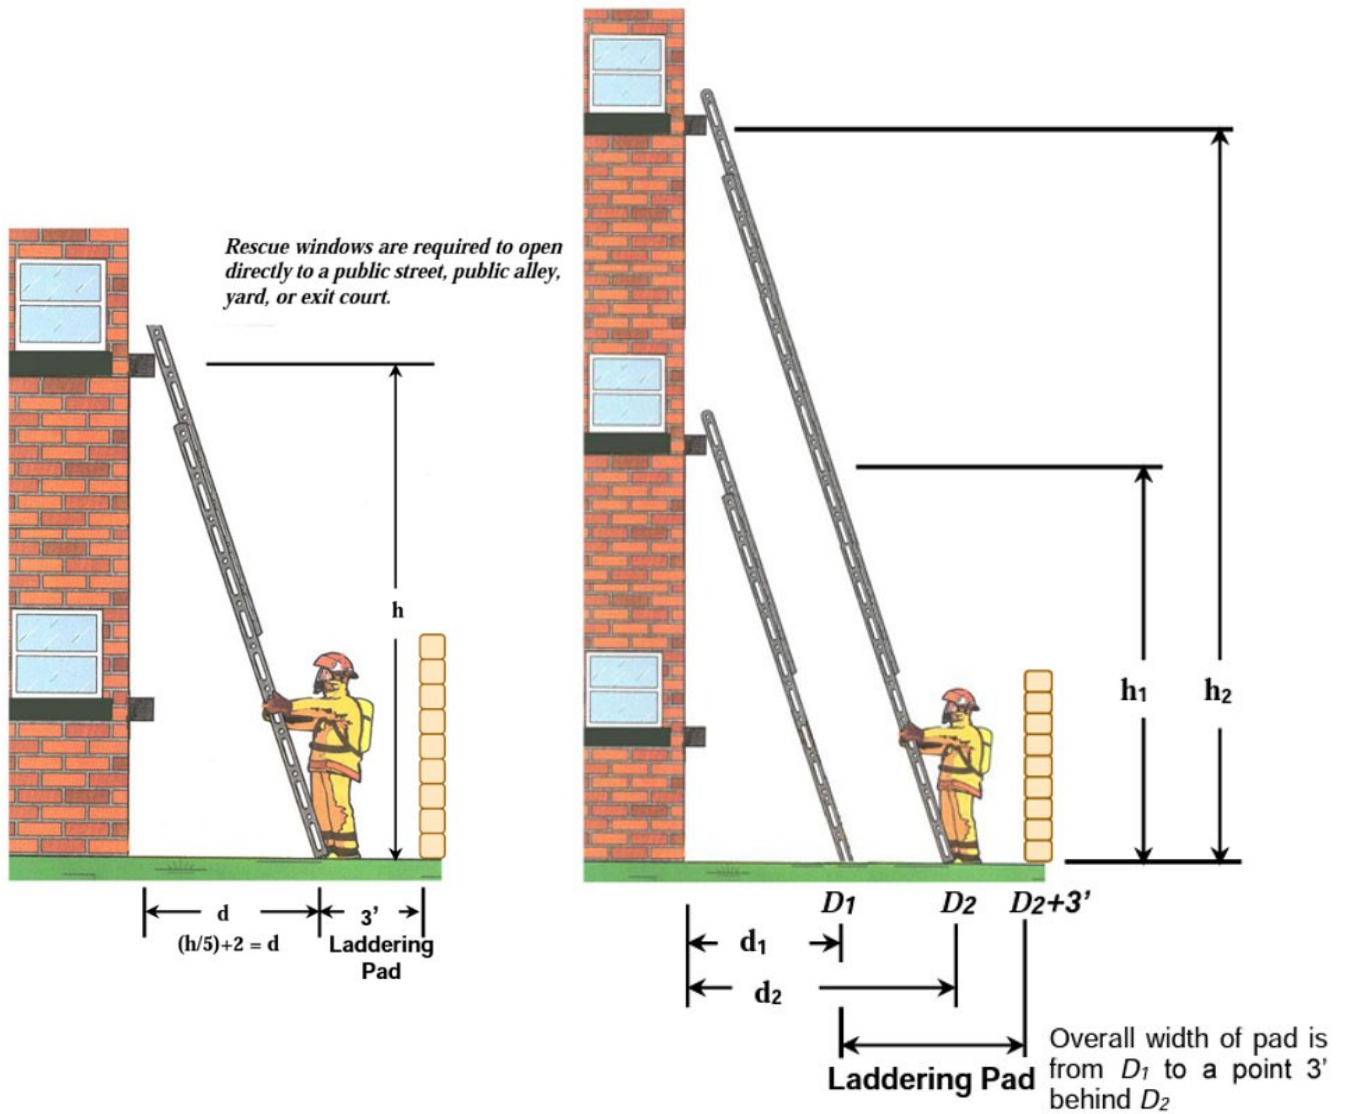 Rescue windows are required to open
directly to a public street, public alley,
yard, or exit court.
h
d
(h/5)+2 = d
3'
Laddering
Pad
h1
h2
D1
D2
D2+3'
d1
d2
Laddering Pad
Overall width of pad is
from D1 to a point 3'
behind D2